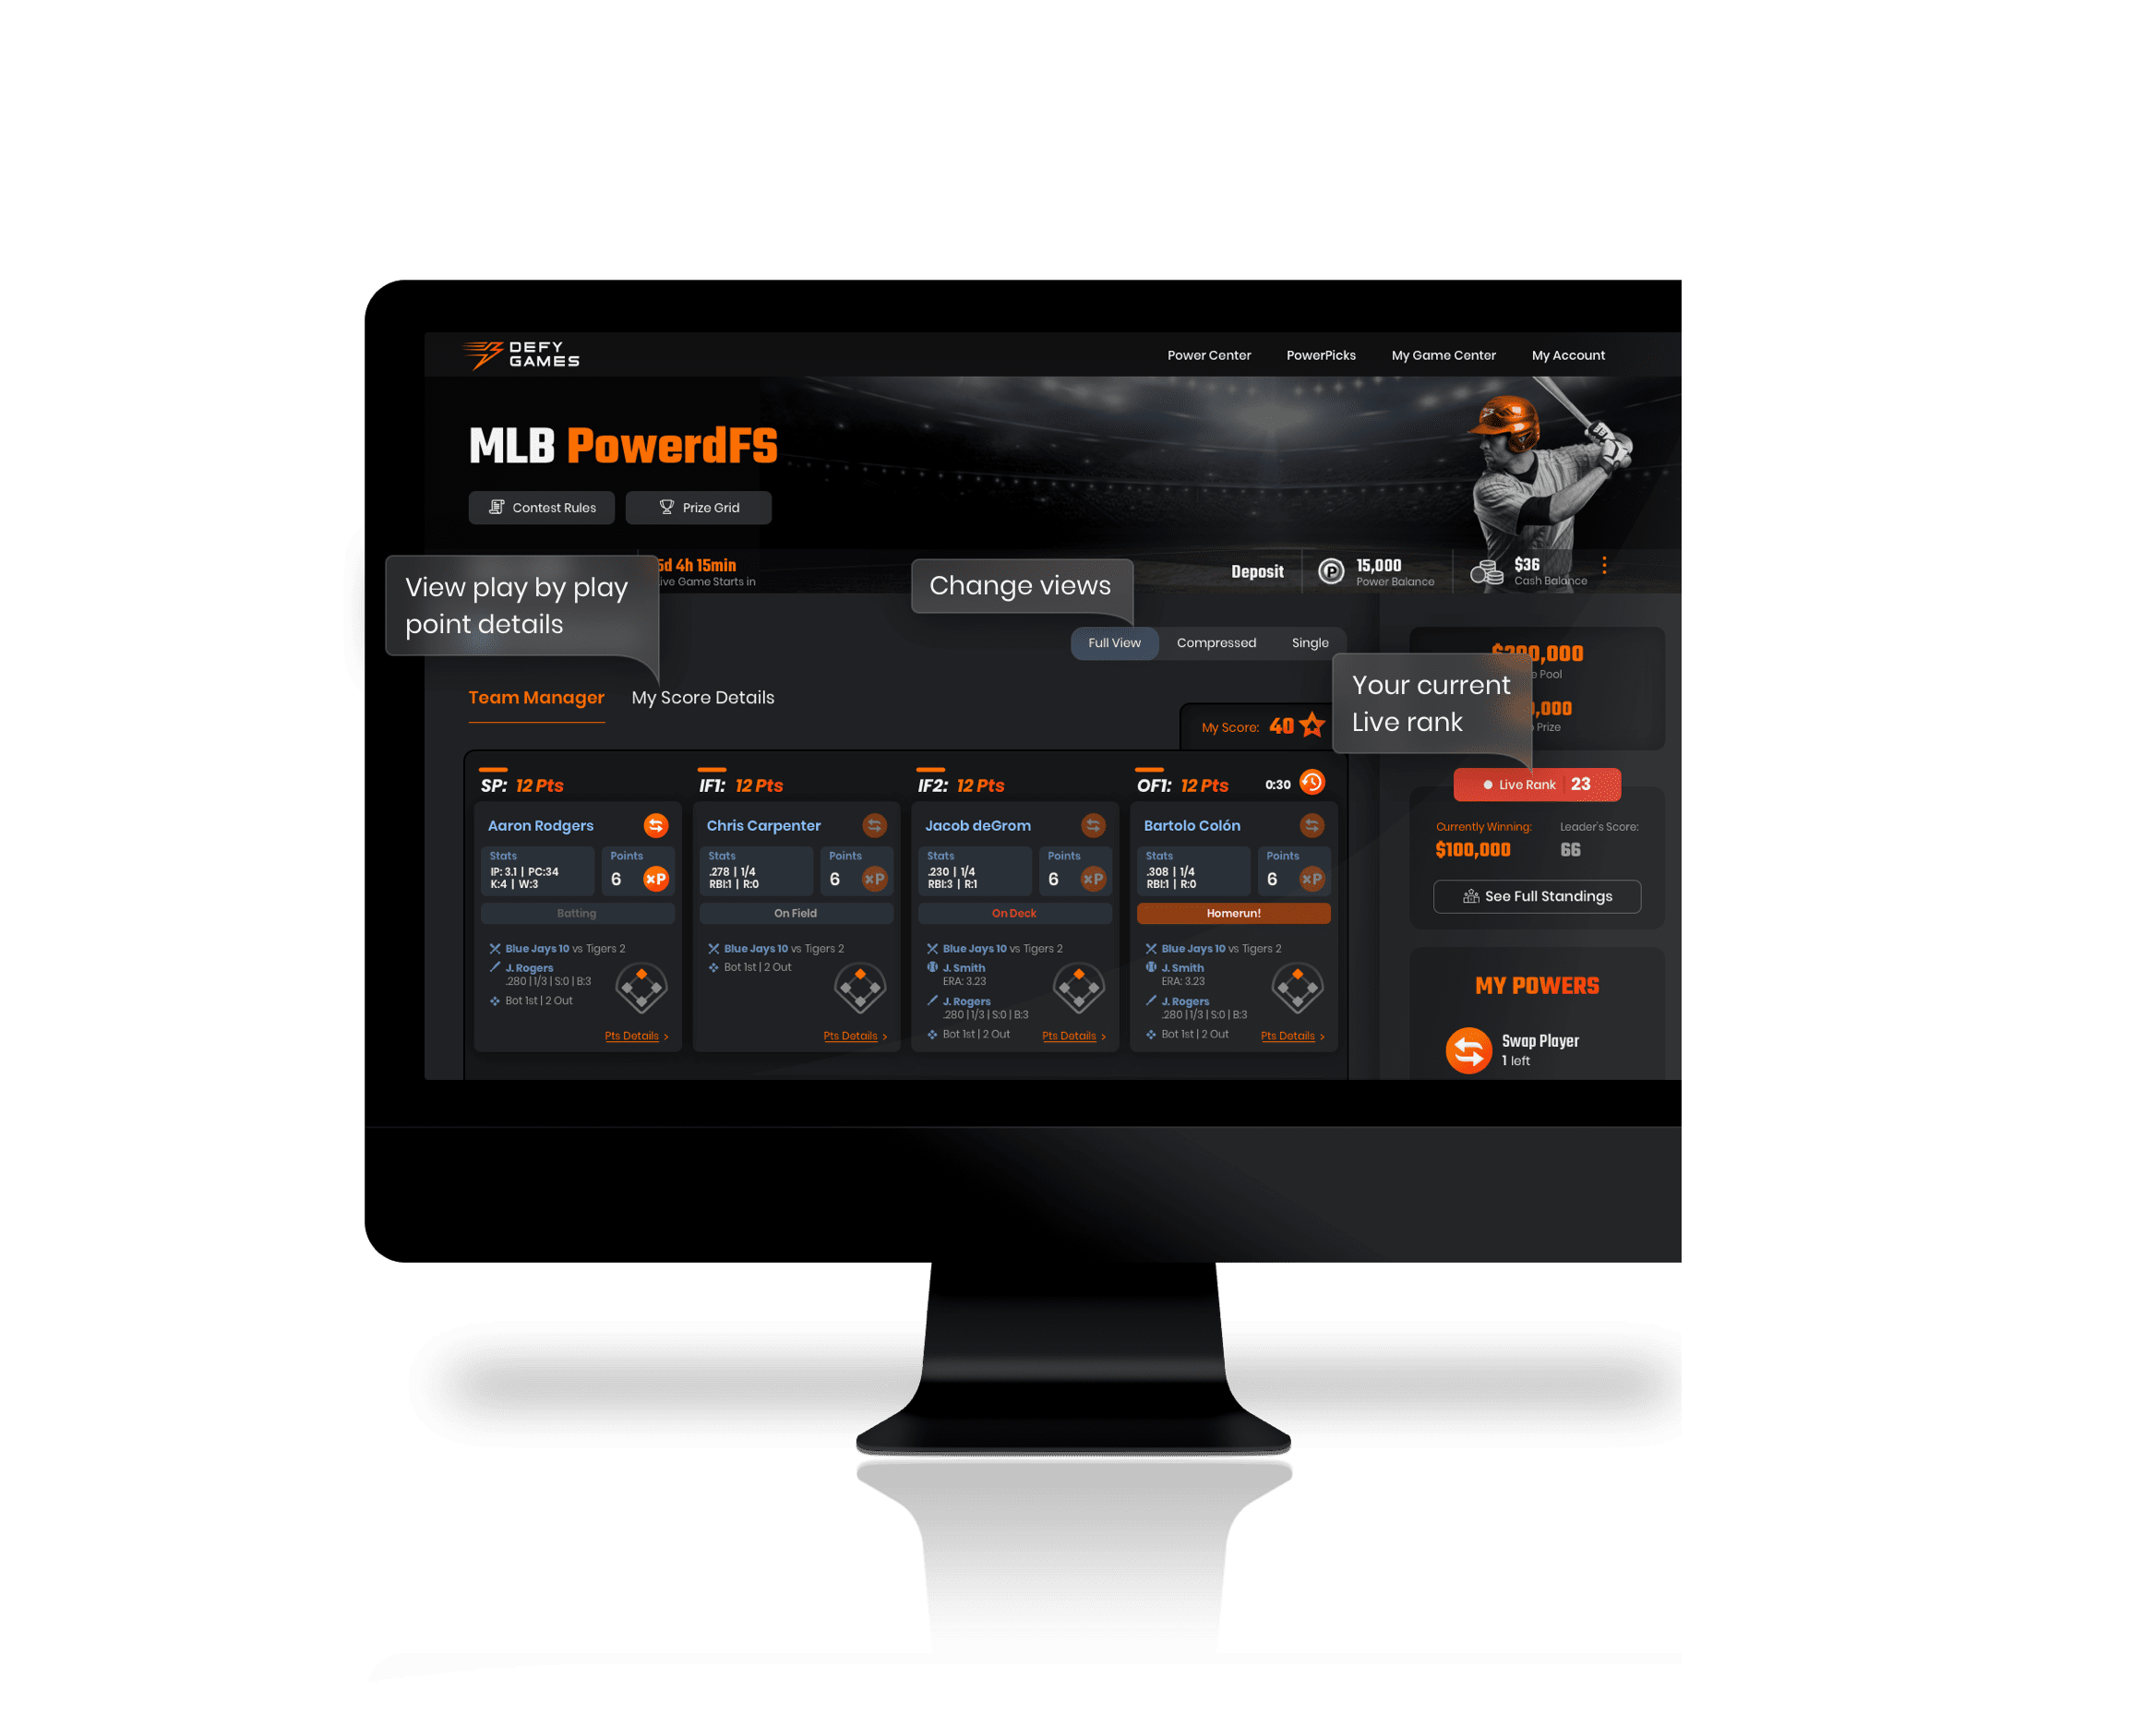 DEFY
GAMES
Power Center
PowerPicks
My Game Center
My Account
MLB PowerdFS
Contest Rules
Prize Grid
View play by play
point details
5d 4h 15min
Live Game Starts in
Change views
Deposit
15,000
Power Balance
$36
Cash Balance
Full View
Compressed
Single
Your current
Live rank
Pool
Prize
Team Manager
My Score Details
My Score: 40
SP: 12 Pts
Aaron Rodgers
Stats
IP: 3.1 | PC:34
K:4 | W:3
Points
6
xP
Batting
Blue Jays 10 vs Tigers 2
J. Rogers
.280 | 1/3 | S:0 | B:3
Bot 1st | 2 Out
Pts Details >
IF1: 12 Pts
Chris Carpenter
Stats
.278 | 1/4
RBI:1 | R:0
Points
6
xP
On Field
Blue Jays 10 vs Tigers 2
Bot 1st | 2 Out
Pts Details >
IF2: 12 Pts
Jacob deGrom
Stats
.230 | 1/4
RBI:3 | R:1
Points
6
xP
On Deck
Blue Jays 10 vs Tigers 2
J. Smith
ERA: 3.23
J. Rogers
.280 | 1/3 | S:0 | B:3
Bot 1st | 2 Out
Pts Details >
OF1: 12 Pts
0:30
Bartolo Colón
Stats
.308 | 1/4
RBI:1 | R:0
Points
6
xP
Homerun!
Blue Jays 10 vs Tigers 2
J. Smith
ERA: 3.23
J. Rogers
.280 | 1/3 | S:0 | B:3
Bot 1st | 2 Out
Pts Details >
Live Rank 23
Currently Winning:
$100,000
Leader's Score:
66
See Full Standings
MY POWERS
Swap Player
1 left